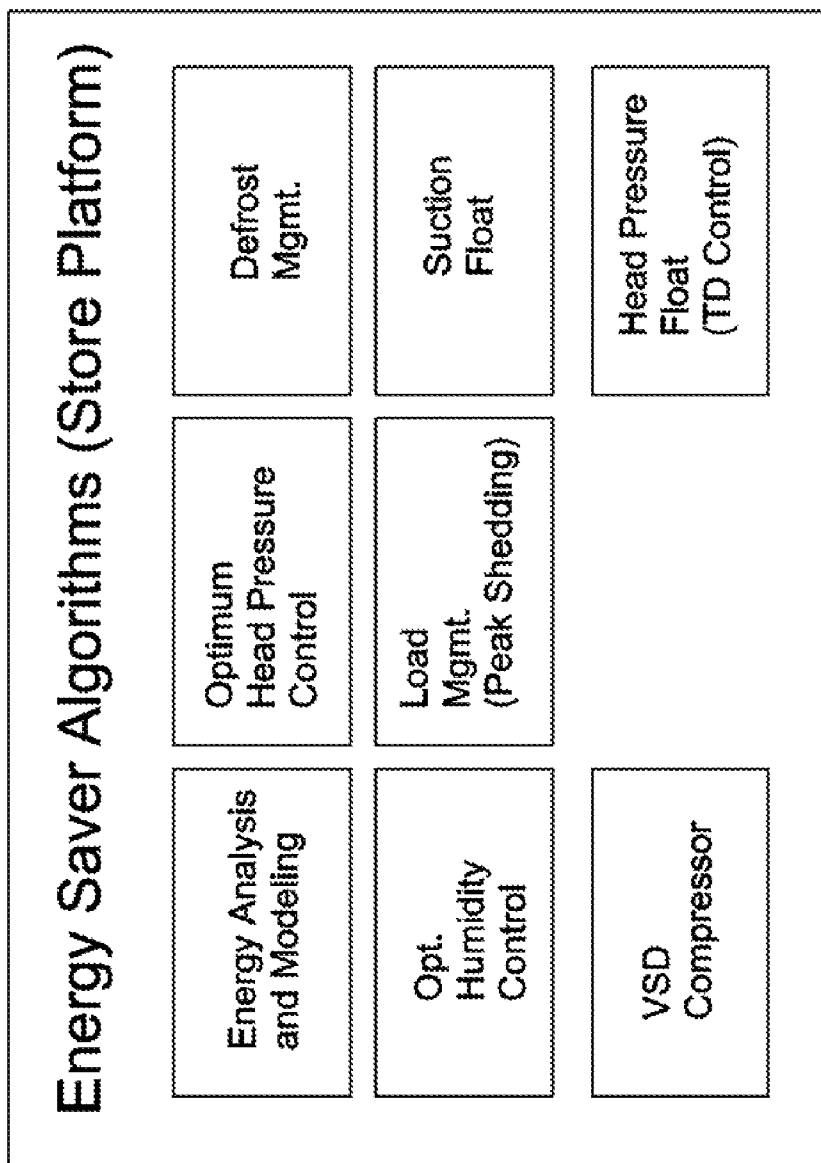 Energy Saver Algorithms (Store Platform)
Energy Analysis
and Modeling
Optimum
Head Pressure
Control
Defrost
Mgmt.
Opt.
Humidity
Control
Load
Mgmt.
(Peak Shedding)
Suction
Float
VSD
Compressor
Head Pressure
Float
(TD Control)